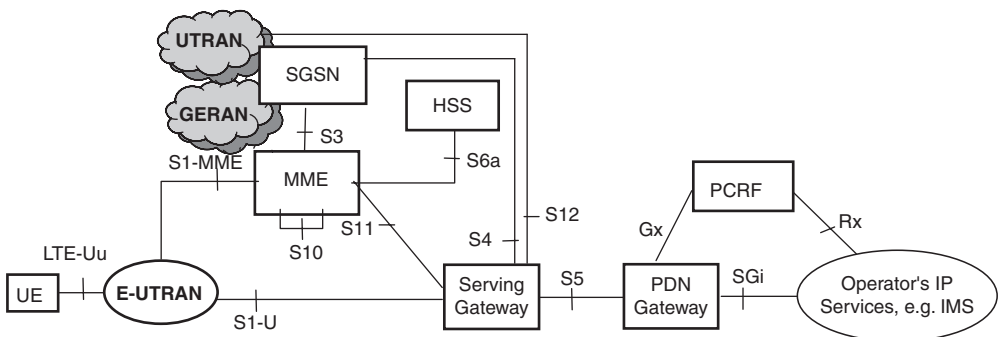 UTRAN
SGSN
HSS
GERAN
S3
S1-MME
S6a
MME
PCRF
S10
S11
S12
S4
Gx
Rx
LTE-Uu
UE
E-UTRAN
S1-U
Serving
Gateway
S5
PDN
Gateway
SGi
Operator's IP
Services, e.g. IMS